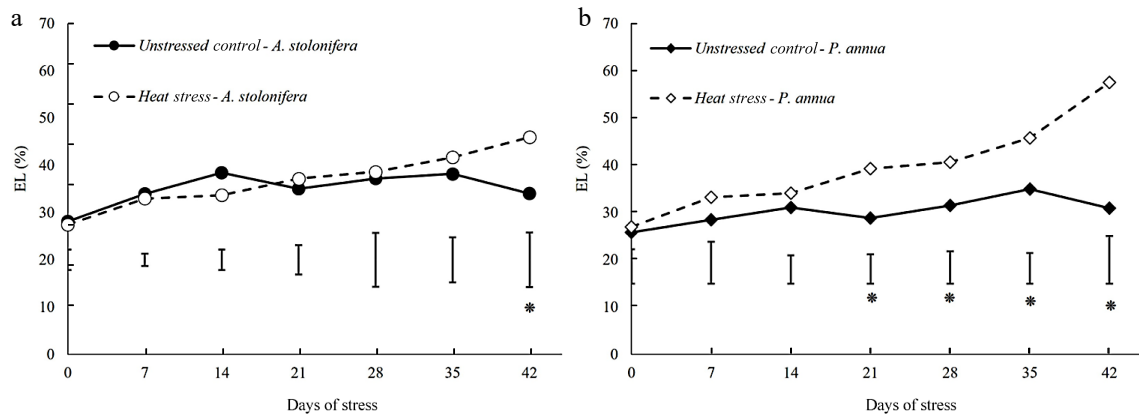 a
70
60
50
40
30
20
10
0
EL (%)
Unstressed control - A. stolonifera
Heat stress - A. stolonifera
*
0 7 14 21 28 35 42
Days of stress
b
70
60
50
40
30
20
10
0
EL (%)
Unstressed control - P. annua
Heat stress - P. annua
* * * *
0 7 14 21 28 35 42
Days of stress